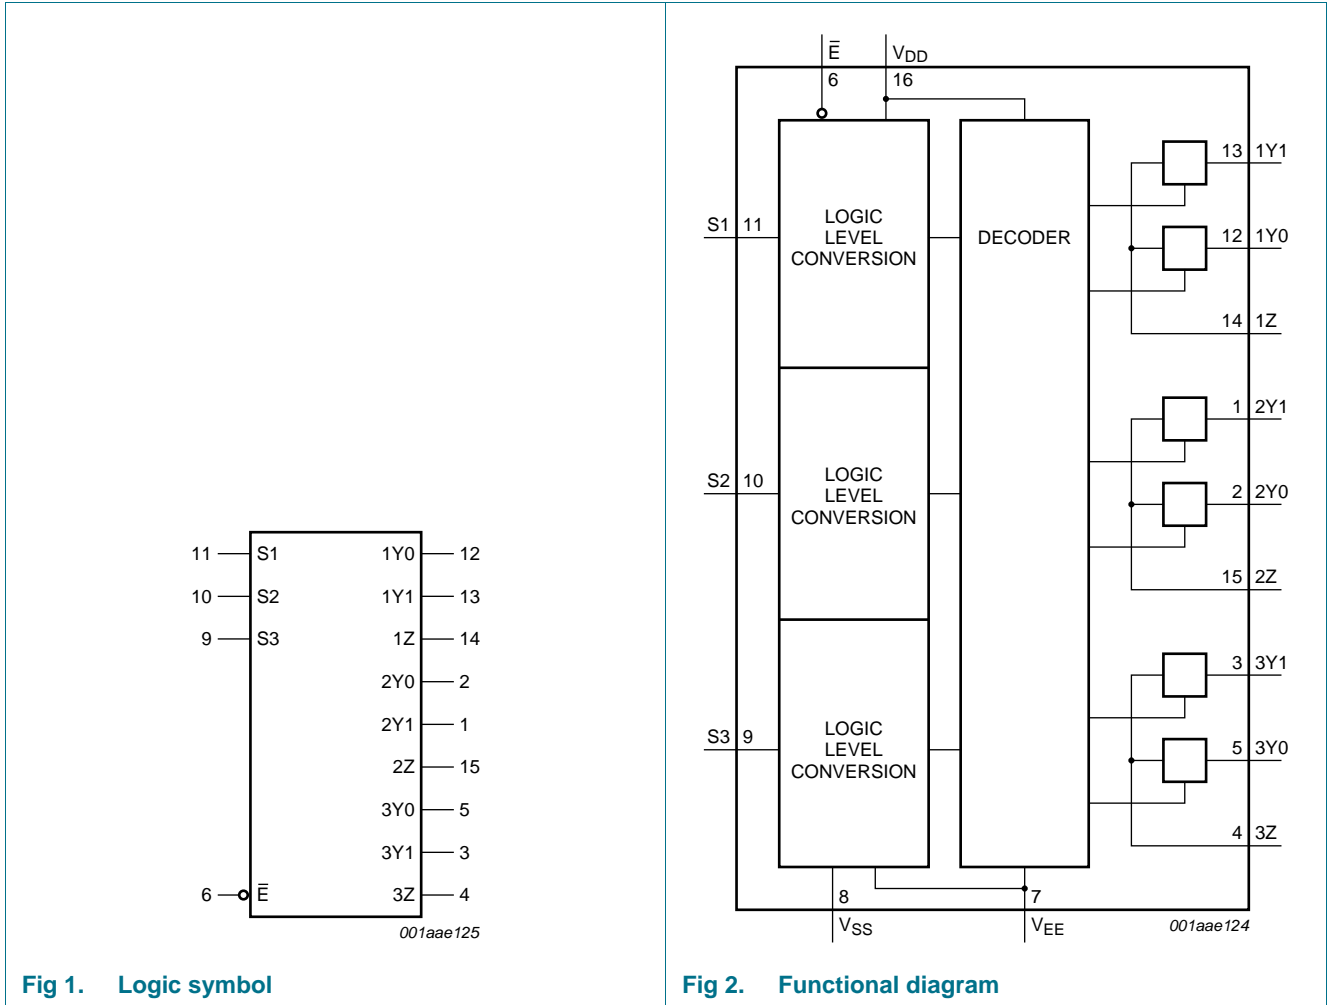 11 S1 1Y0 12
10 S2 1Y1 13
9 S3 1Z 14
2Y0 2
2Y1 1
2Z 15
3Y0 5
3Y1 3
6 E̅ 3Z 4
001aae125
Fig 1. Logic symbol
E̅ VDD
6 16
13 1Y1
S1 11
LOGIC
LEVEL
CONVERSION
DECODER
12 1Y0
14 1Z
1 2Y1
S2 10
LOGIC
LEVEL
CONVERSION
2 2Y0
15 2Z
3 3Y1
S3 9
LOGIC
LEVEL
CONVERSION
5 3Y0
4 3Z
8 7
VSS VEE
001aae124
Fig 2. Functional diagram